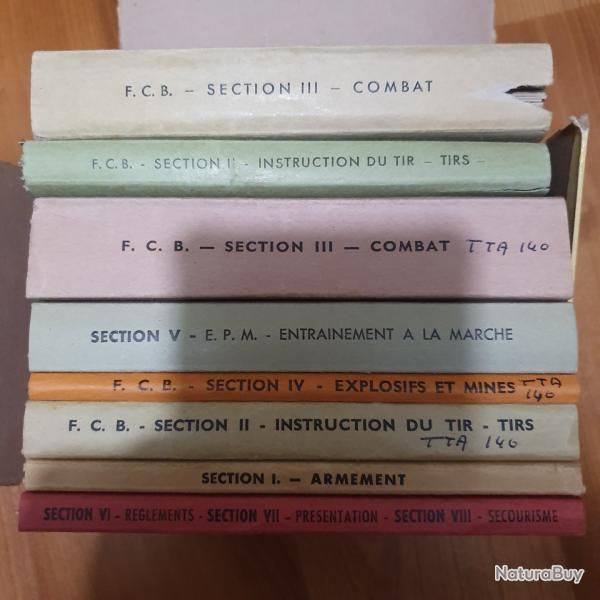 F. C. B. — SECTION III — COMBAT
F. C. B. - SECTION II - INSTRUCTION DU TIR — TIRS —
F. C. B. — SECTION III — COMBAT TTA 140
SECTION V - E. P. M. - ENTRAINEMENT A LA MARCHE
F. C. B. - SECTION IV - EXPLOSIFS ET MINES TTA
140
F. C. B. - SECTION II - INSTRUCTION DU TIR - TIRS
TTA 140
SECTION I. — ARMEMENT
SECTION VI - REGLEMENTS - SECTION VII - PRESENTATION - SECTION VIII - SECOURISME
NaturaBuy